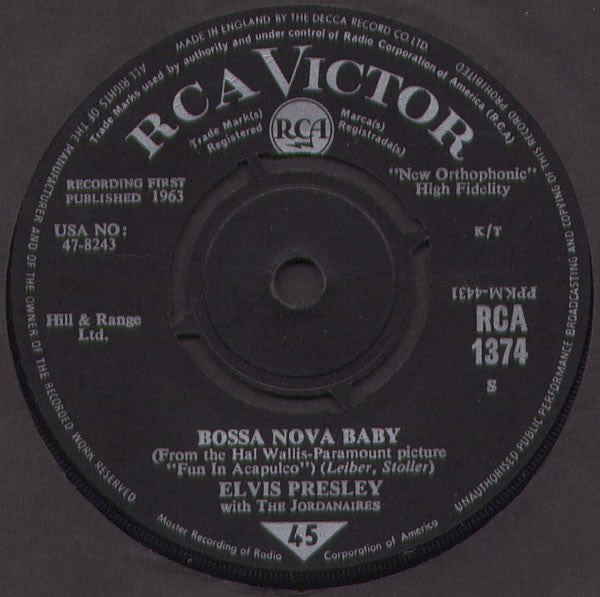 MADE IN ENGLAND BY THE DECCA RECORD CO LTD.
ALL RIGHTS OF THE MANUFACTURER AND OF THE OWNER OF THE RECORDED WORK RESERVED
UNAUTHORISED PUBLIC PERFORMANCE BROADCASTING AND COPYING OF THIS RECORD PROHIBITED
Trade Marks used by authority and under control of Radio Corporation of America (R.C.A)
RCA VICTOR
Trade Mark(s)
Registered
RCA
Marca(s)
Registrada(s)
RECORDING FIRST
PUBLISHED 1963
"New Orthophonic"
High Fidelity
USA NO:
47-8243
K/T
PPKM-4431
Hill & Range
Ltd.
RCA
1374
S
BOSSA NOVA BABY
(From the Hal Wallis-Paramount picture
"Fun In Acapulco") (Leiber, Stoller)
ELVIS PRESLEY
with THE JORDANAIRES
45
Master Recording of Radio Corporation of America